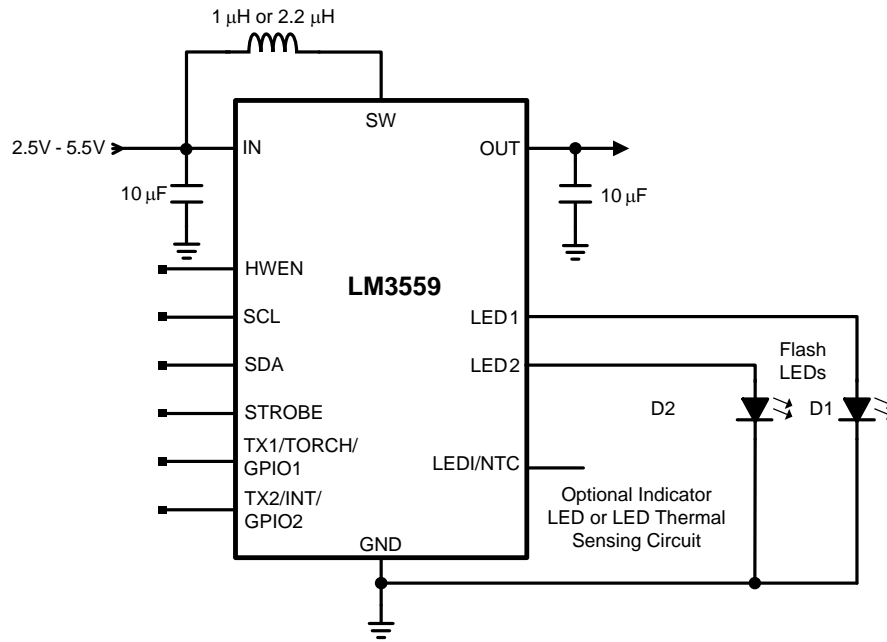 1 μH or 2.2 μH
SW
2.5V - 5.5V
IN
OUT
10 μF
10 μF
HWEN
LM3559
SCL
LED1
SDA
LED2
Flash
LEDs
STROBE
D2
D1
TX1/TORCH/
GPIO1
LEDI/NTC
TX2/INT/
GPIO2
Optional Indicator
LED or LED Thermal
Sensing Circuit
GND